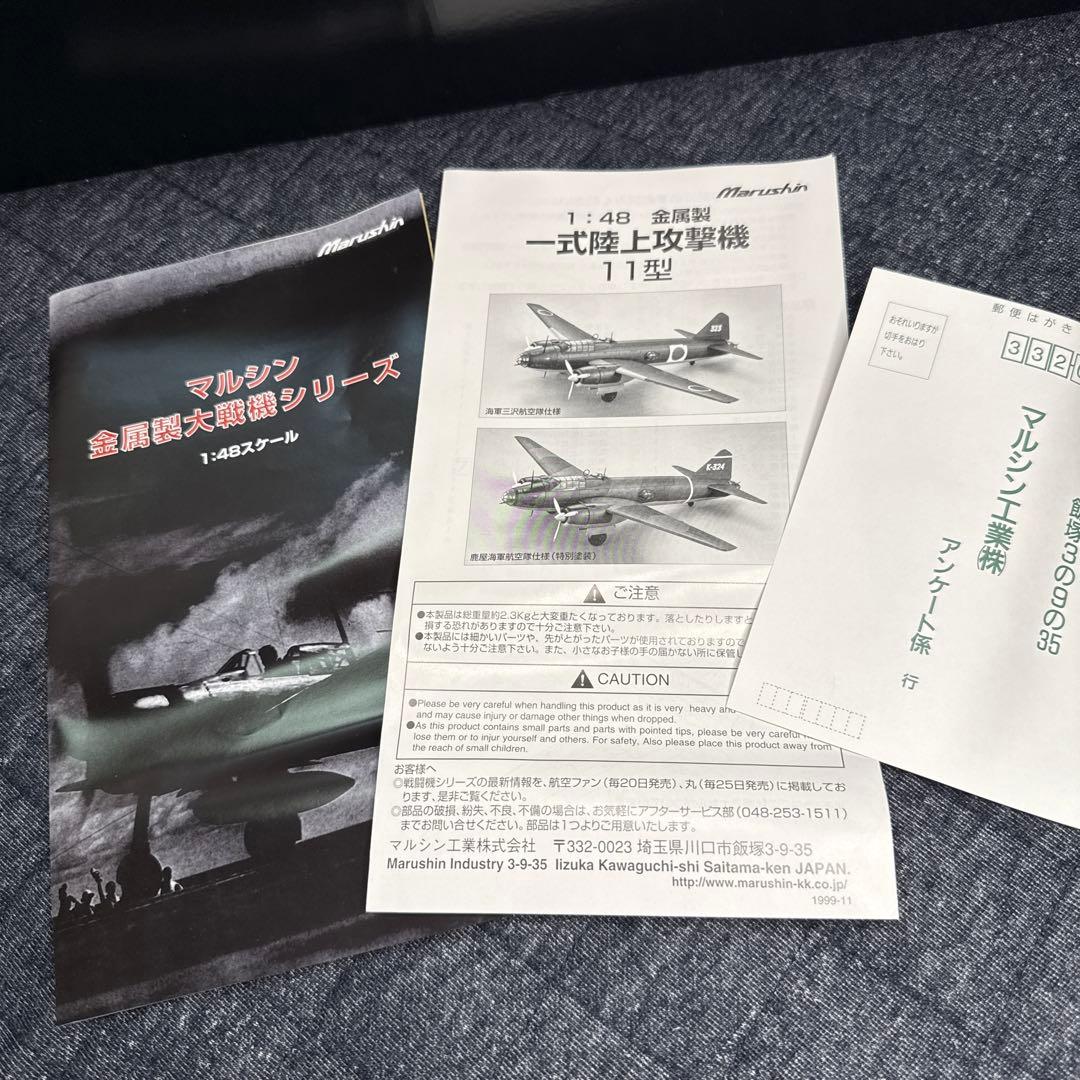 Marushin
マルシン
金属製大戦機シリーズ
1:48スケール
Marushin
1:48 金属製
一式陸上攻撃機
11型
323
海軍三沢航空隊仕様
K-324
鹿屋海軍航空隊仕様(特別塗装)
ご注意
●本製品は総重量約2.3Kgと大変重たくなっております。落としたりしますと
損する恐れがありますので十分ご注意下さい。
●本製品には細かいパーツや、先がとがったパーツが使用されておりますので
ないよう十分ご注意下さい。また、小さなお子様の手の届かない所に保管し
CAUTION
●Please be very careful when handling this product as it is very heavy and
and may cause injury or damage other things when dropped.
●As this product contains small parts and parts with pointed tips, please be very careful
lose them or to injur yourself and others. For safety, Also please place this product away from
the reach of small children.
お客様へ
◎戦闘機シリーズの最新情報を、航空ファン(毎20日発売)、丸(毎25日発売)に掲載してお
ります、是非ご覧ください。
◎部品の破損、紛失、不良、不備の場合は、お気軽にアフターサービス部(048-253-1511)
までお問い合せください。部品は1つよりご用意いたします。
マルシン工業株式会社 〒332-0023 埼玉県川口市飯塚3-9-35
Marushin Industry 3-9-35 Iizuka Kawaguchi-shi Saitama-ken JAPAN.
http://www.marushin-kk.co.jp/
1999-11
郵便はがき
おそれいりますが
切手をおはり
下さい。
332
飯塚3の9の35
マルシン工業㈱
アンケート係 行